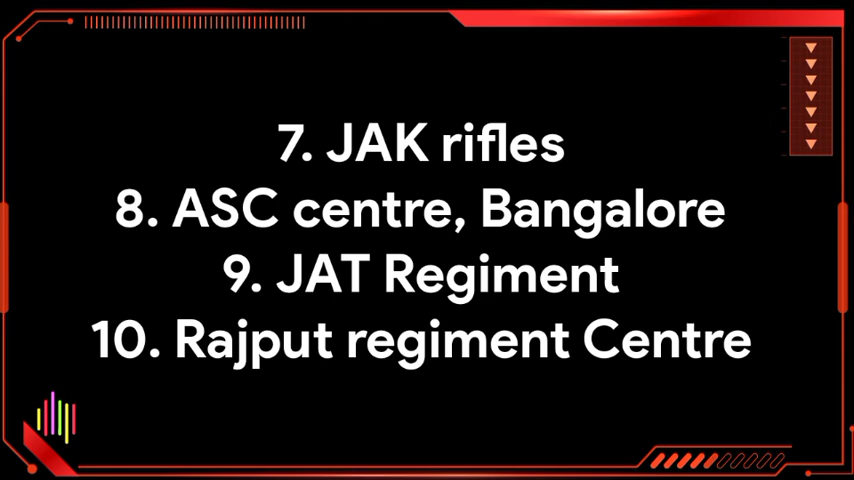 7. JAK rifles
8. ASC centre, Bangalore
9. JAT Regiment
10. Rajput regiment Centre